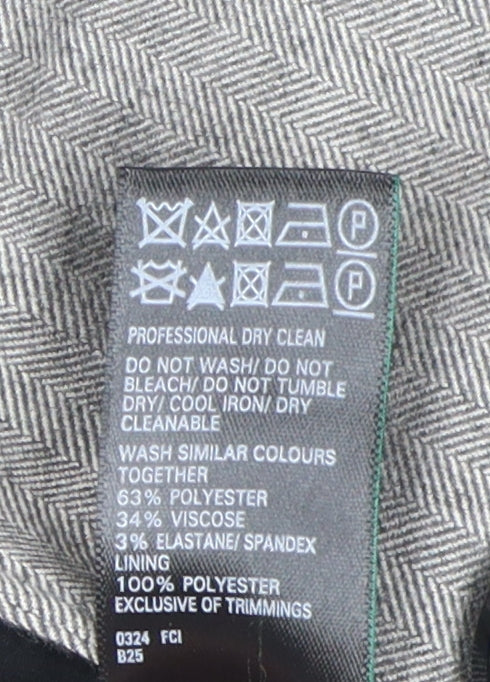 P
P
PROFESSIONAL DRY CLEAN
DO NOT WASH/ DO NOT
BLEACH/ DO NOT TUMBLE
DRY/ COOL IRON/ DRY
CLEANABLE
WASH SIMILAR COLOURS
TOGETHER
63% POLYESTER
34% VISCOSE
3% ELASTANE/ SPANDEX
LINING
100% POLYESTER
EXCLUSIVE OF TRIMMINGS
0324 FCI
B25